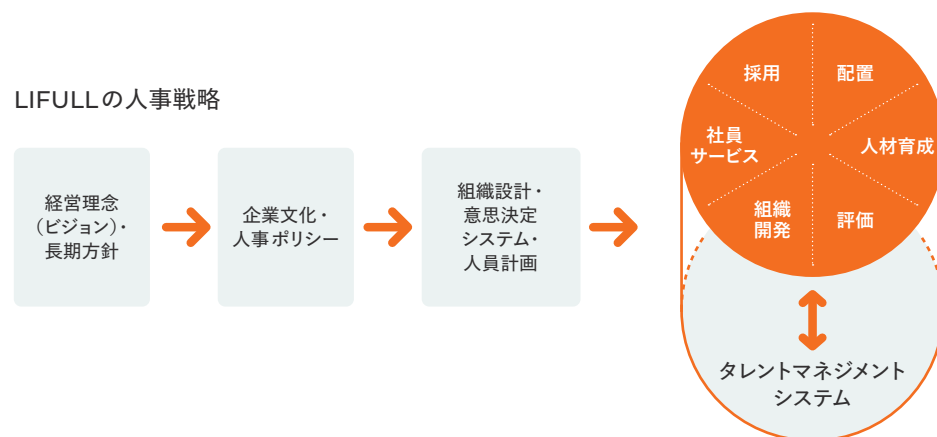 LIFULLの人事戦略
経営理念
（ビジョン）・
長期方針
企業文化・
人事ポリシー
組織設計・
意思決定
システム・
人員計画
採用
配置
社員
サービス
人材育成
組織
開発
評価
タレントマネジメント
システム